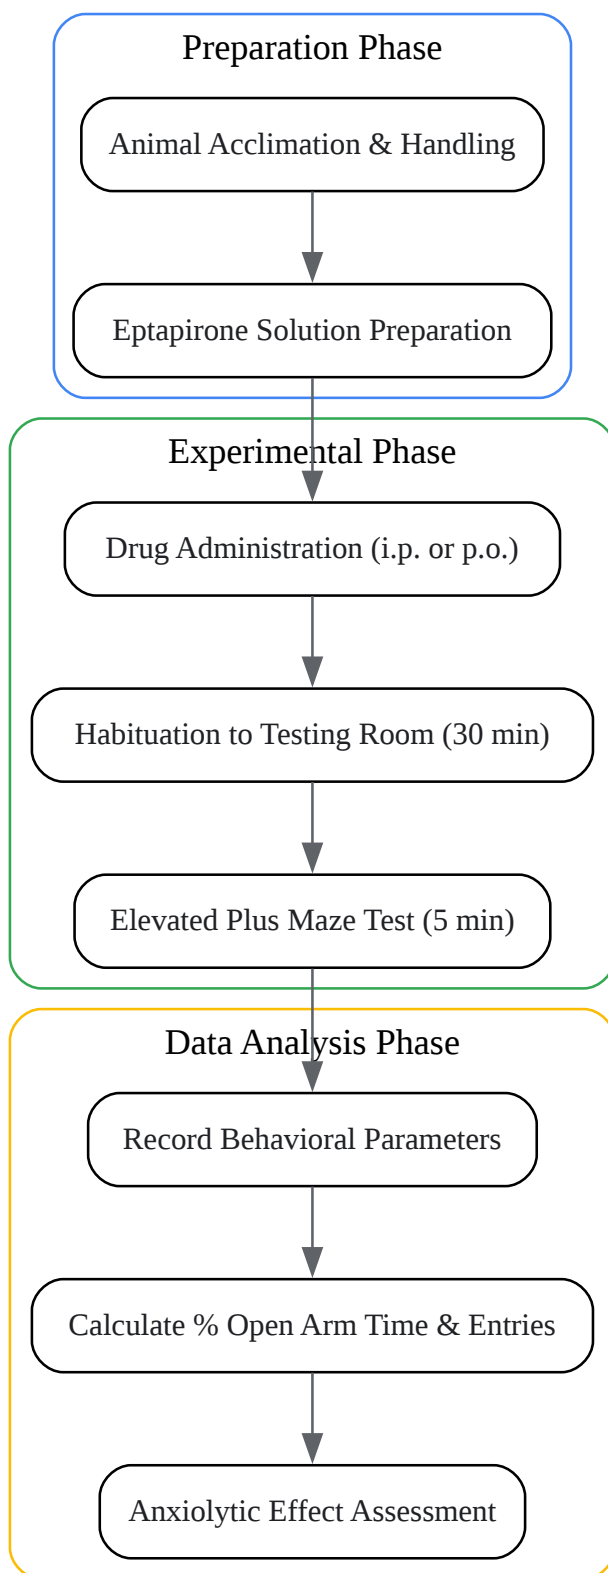 Preparation Phase
Animal Acclimation & Handling
Eptapirone Solution Preparation
Experimental Phase
Drug Administration (i.p. or p.o.)
Habituation to Testing Room (30 min)
Elevated Plus Maze Test (5 min)
Data Analysis Phase
Record Behavioral Parameters
Calculate % Open Arm Time & Entries
Anxiolytic Effect Assessment